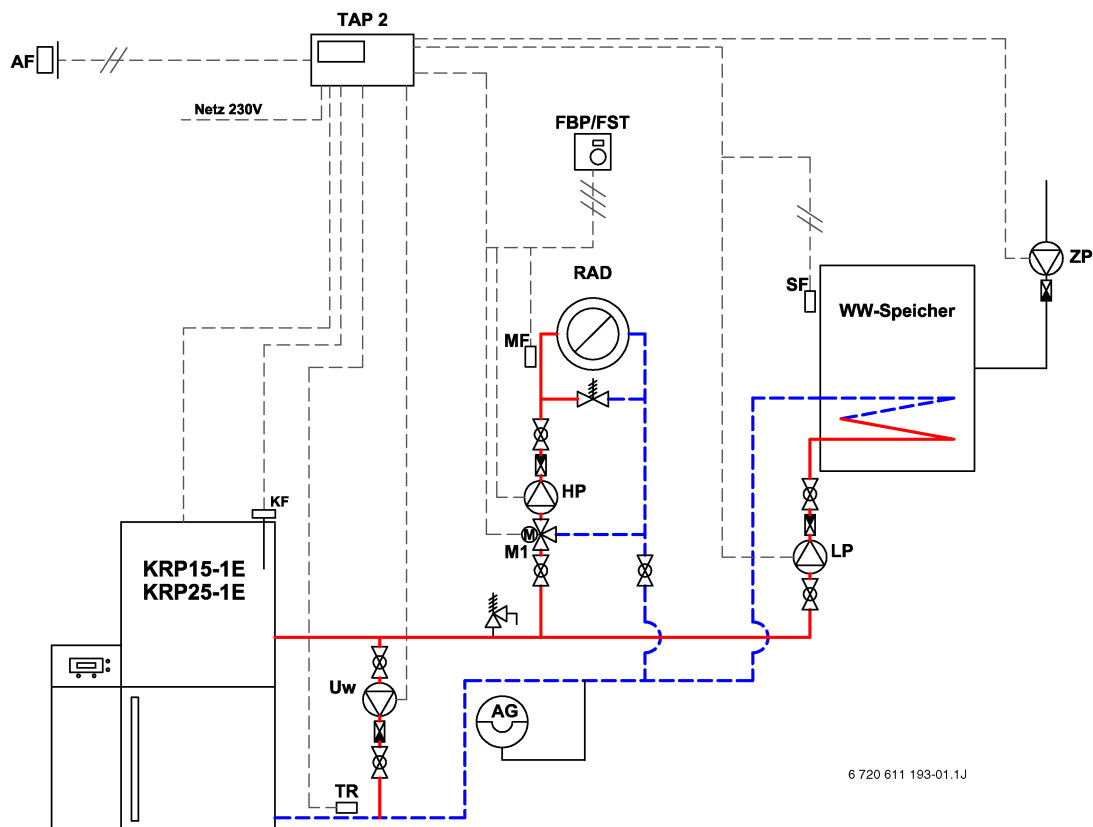 TAP 2
AF
Netz 230V
FBP/FST
ZP
RAD
SF
WW-Speicher
MF
HP
KF
M
M1
LP
KRP15-1E
KRP25-1E
Uw
AG
6 720 611 193-01.1J
TR